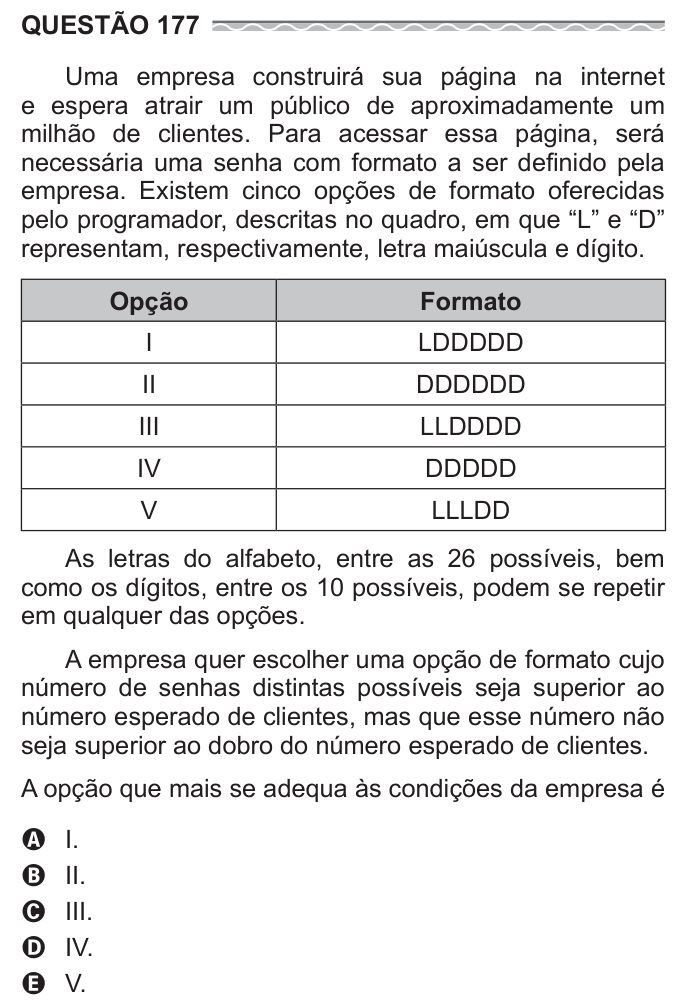 QUESTÃO 177
Uma empresa construirá sua página na internet
e espera atrair um público de aproximadamente um
milhão de clientes. Para acessar essa página, será
necessária uma senha com formato a ser definido pela
empresa. Existem cinco opções de formato oferecidas
pelo programador, descritas no quadro, em que “L” e “D”
representam, respectivamente, letra maiúscula e dígito.
Opção Formato
I LDDDDD
II DDDDDD
III LLDDDD
IV DDDDD
V LLLDD
As letras do alfabeto, entre as 26 possíveis, bem
como os dígitos, entre os 10 possíveis, podem se repetir
em qualquer das opções.
A empresa quer escolher uma opção de formato cujo
número de senhas distintas possíveis seja superior ao
número esperado de clientes, mas que esse número não
seja superior ao dobro do número esperado de clientes.
A opção que mais se adequa às condições da empresa é
A I.
B II.
C III.
D IV.
E V.